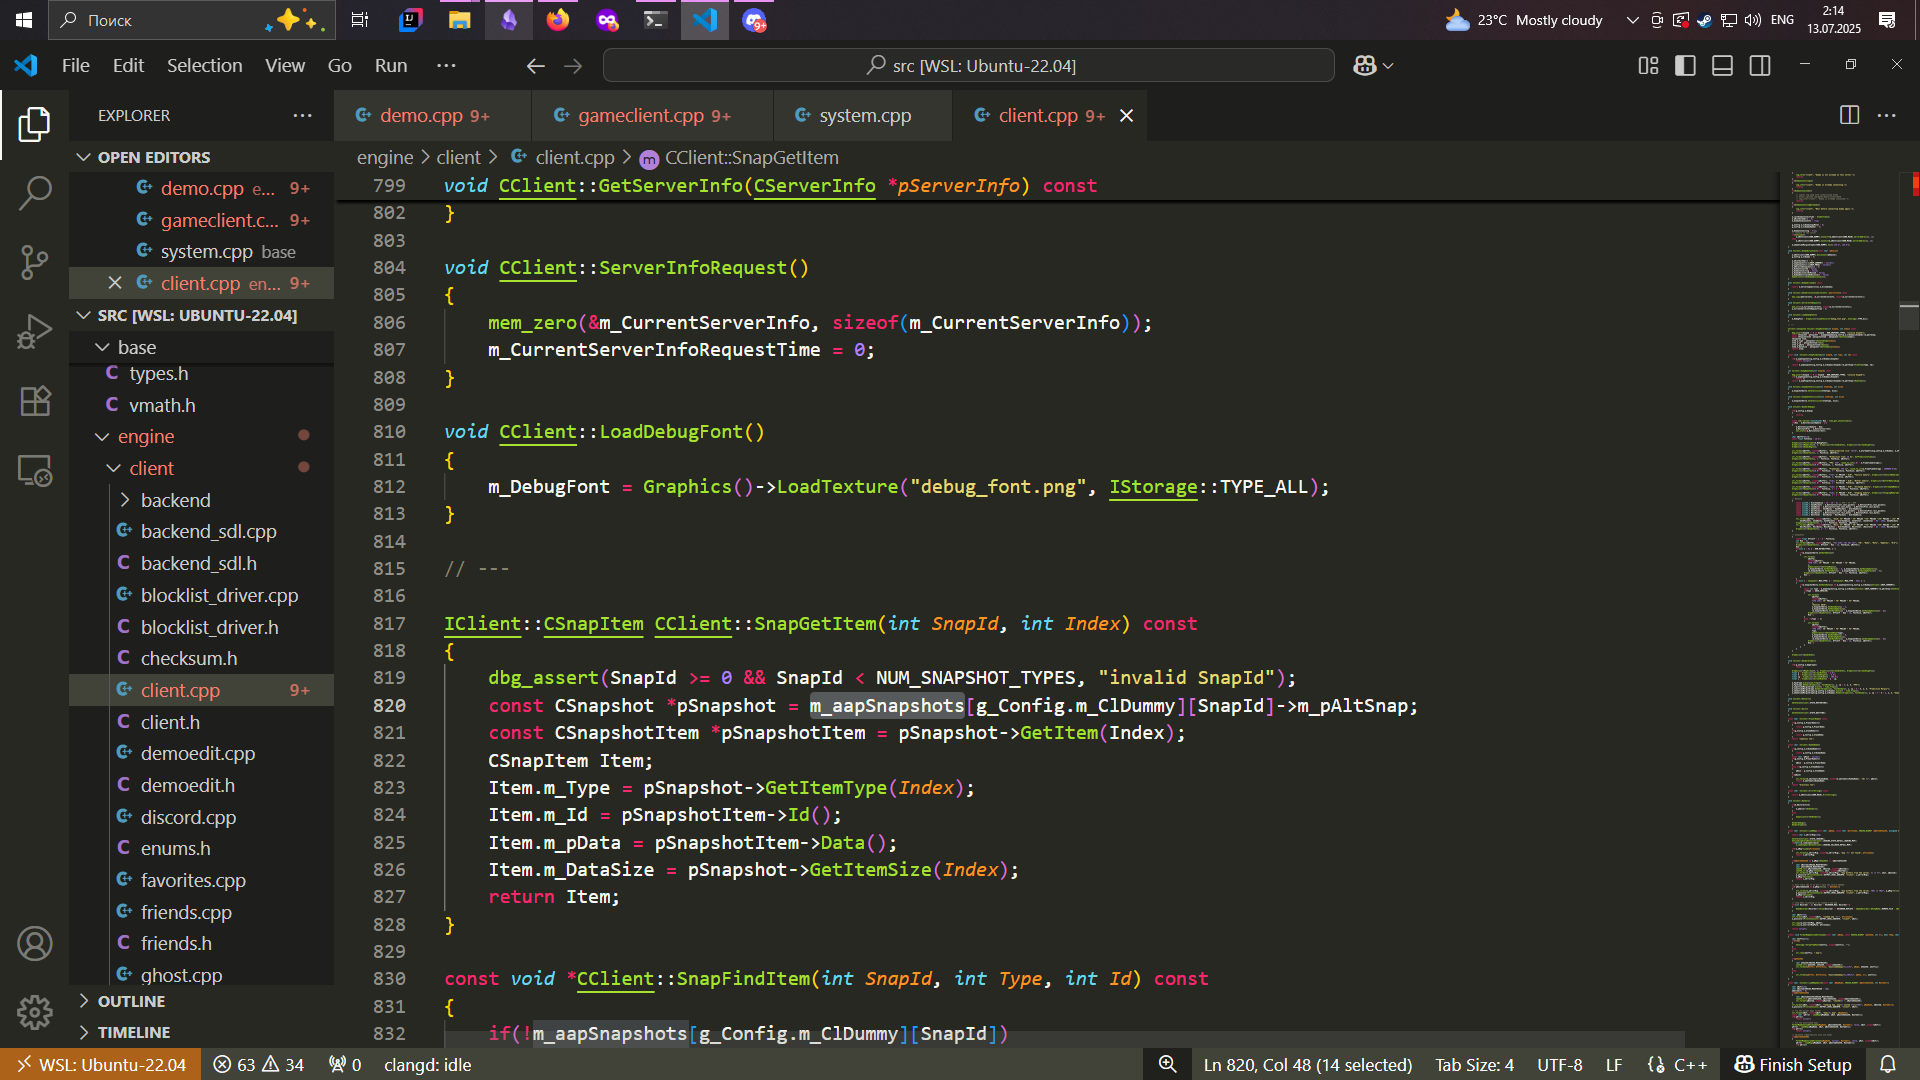 Поиск
9+
23°C Mostly cloudy
ENG
2:14
13.07.2025
File Edit Selection View Go Run ···
src [WSL: Ubuntu-22.04]
EXPLORER
OPEN EDITORS
demo.cpp e... 9+
gameclient.c... 9+
system.cpp base
client.cpp en... 9+
SRC [WSL: UBUNTU-22.04]
base
types.h
vmath.h
engine
client
backend
backend_sdl.cpp
backend_sdl.h
blocklist_driver.cpp
blocklist_driver.h
checksum.h
client.cpp 9+
client.h
demoedit.cpp
demoedit.h
discord.cpp
enums.h
favorites.cpp
friends.cpp
friends.h
ghost.cpp
OUTLINE
TIMELINE
demo.cpp 9+ gameclient.cpp 9+ system.cpp client.cpp 9+
engine > client > client.cpp > CClient::SnapGetItem
799 void CClient::GetServerInfo(CServerInfo *pServerInfo) const
802 }
803
804 void CClient::ServerInfoRequest()
805 {
806 mem_zero(&m_CurrentServerInfo, sizeof(m_CurrentServerInfo));
807 m_CurrentServerInfoRequestTime = 0;
808 }
809
810 void CClient::LoadDebugFont()
811 {
812 m_DebugFont = Graphics()->LoadTexture("debug_font.png", IStorage::TYPE_ALL);
813 }
814
815 // ---
816
817 IClient::CSnapItem CClient::SnapGetItem(int SnapId, int Index) const
818 {
819 dbg_assert(SnapId >= 0 && SnapId < NUM_SNAPSHOT_TYPES, "invalid SnapId");
820 const CSnapshot *pSnapshot = m_aapSnapshots[g_Config.m_ClDummy][SnapId]->m_pAltSnap;
821 const CSnapshotItem *pSnapshotItem = pSnapshot->GetItem(Index);
822 CSnapItem Item;
823 Item.m_Type = pSnapshot->GetItemType(Index);
824 Item.m_Id = pSnapshotItem->Id();
825 Item.m_pData = pSnapshotItem->Data();
826 Item.m_DataSize = pSnapshot->GetItemSize(Index);
827 return Item;
828 }
829
830 const void *CClient::SnapFindItem(int SnapId, int Type, int Id) const
831 {
832 if(!m_aapSnapshots[g_Config.m_ClDummy][SnapId])
WSL: Ubuntu-22.04 63 34 0 clangd: idle Ln 820, Col 48 (14 selected) Tab Size: 4 UTF-8 LF {} C++ Finish Setup